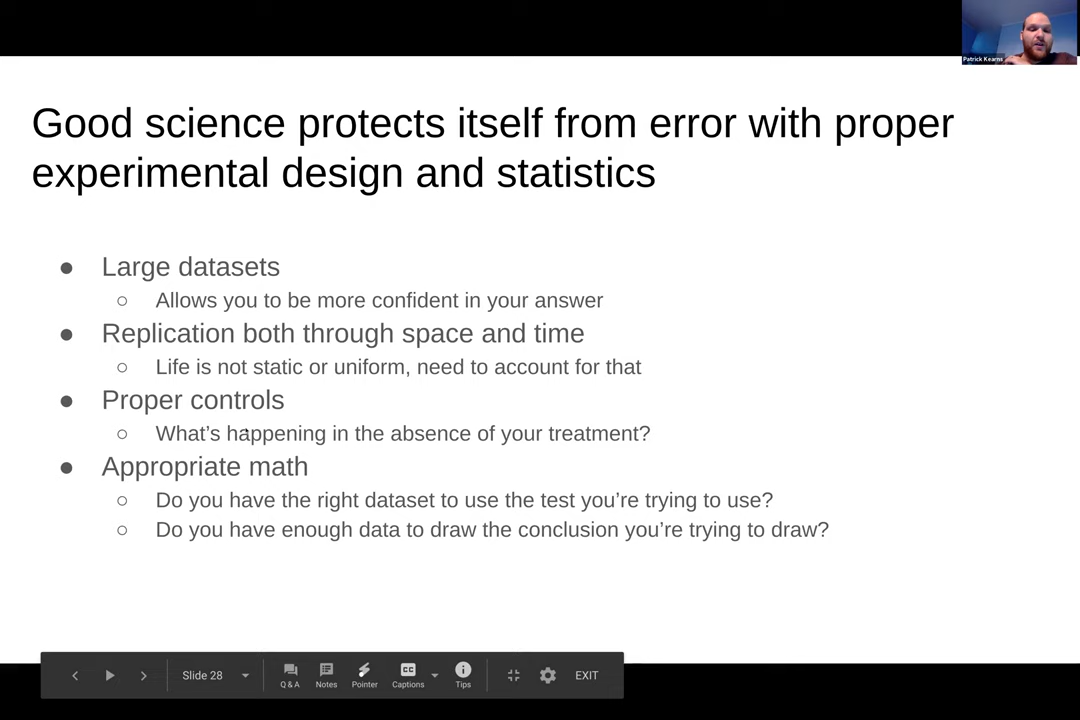 Patrick Kearns
Good science protects itself from error with proper
experimental design and statistics
● Large datasets
○ Allows you to be more confident in your answer
● Replication both through space and time
○ Life is not static or uniform, need to account for that
● Proper controls
○ What’s happening in the absence of your treatment?
● Appropriate math
○ Do you have the right dataset to use the test you’re trying to use?
○ Do you have enough data to draw the conclusion you’re trying to draw?
Slide 28
Q & A
Notes
Pointer
CC
Captions
Tips
EXIT